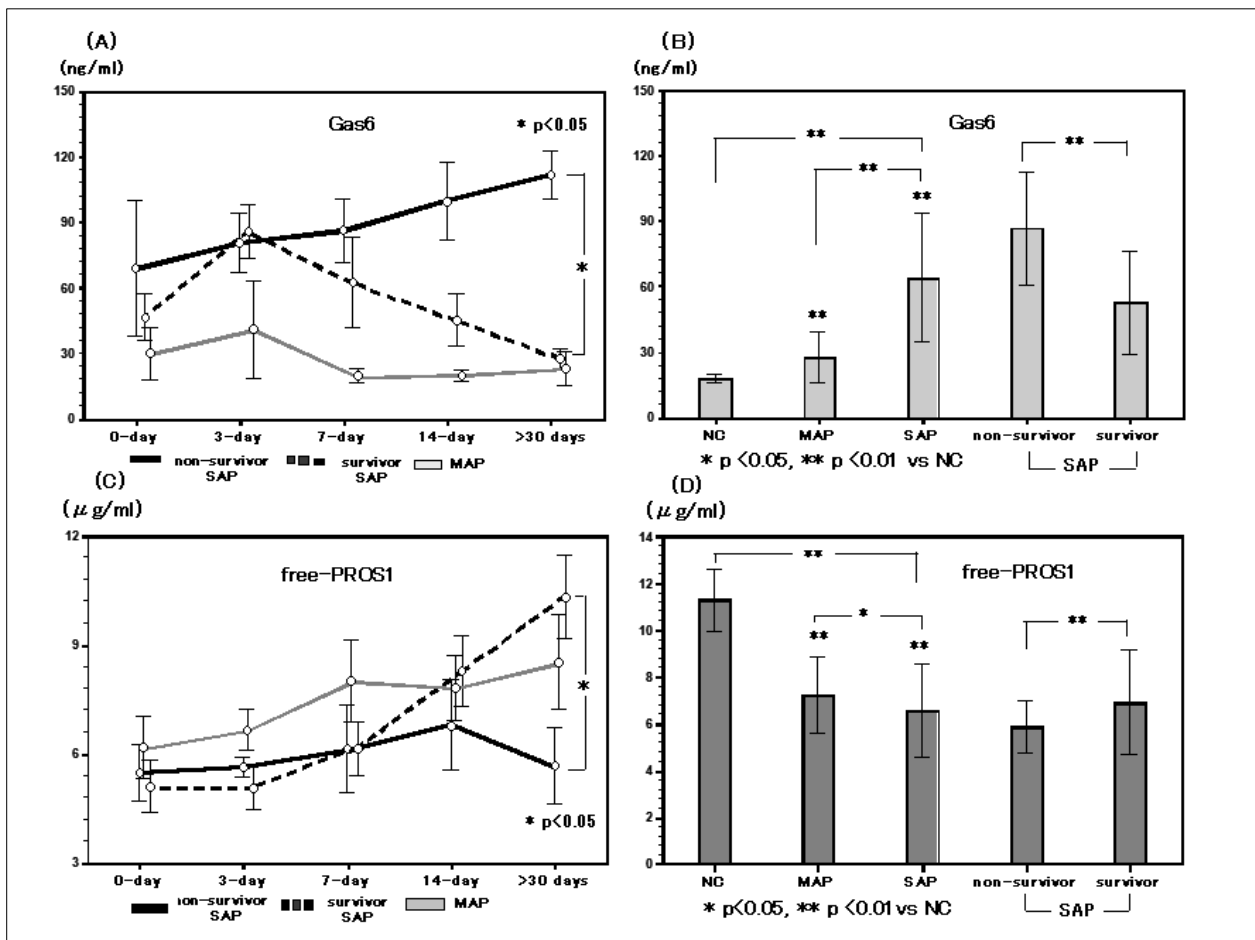 (A)
(ng/ml)
150
120
90
60
30
0
Gas6
* p<0.05
*
0-day 3-day 7-day 14-day >30 days
non-survivor SAP
survivor SAP
MAP
(B)
(ng/ml)
150
120
90
60
30
0
Gas6
**
**
**
**
**
NC MAP SAP non-survivor survivor
* p <0.05, ** p <0.01 vs NC
SAP
(C)
(μ g/ml)
12
9
6
3
free-PROS1
*
* p<0.05
0-day 3-day 7-day 14-day >30 days
non-survivor SAP
survivor SAP
MAP
(D)
(μ g/ml)
14
12
10
8
6
4
2
0
free-PROS1
**
*
**
**
**
NC MAP SAP non-survivor survivor
* p<0.05, ** p <0.01 vs NC
SAP